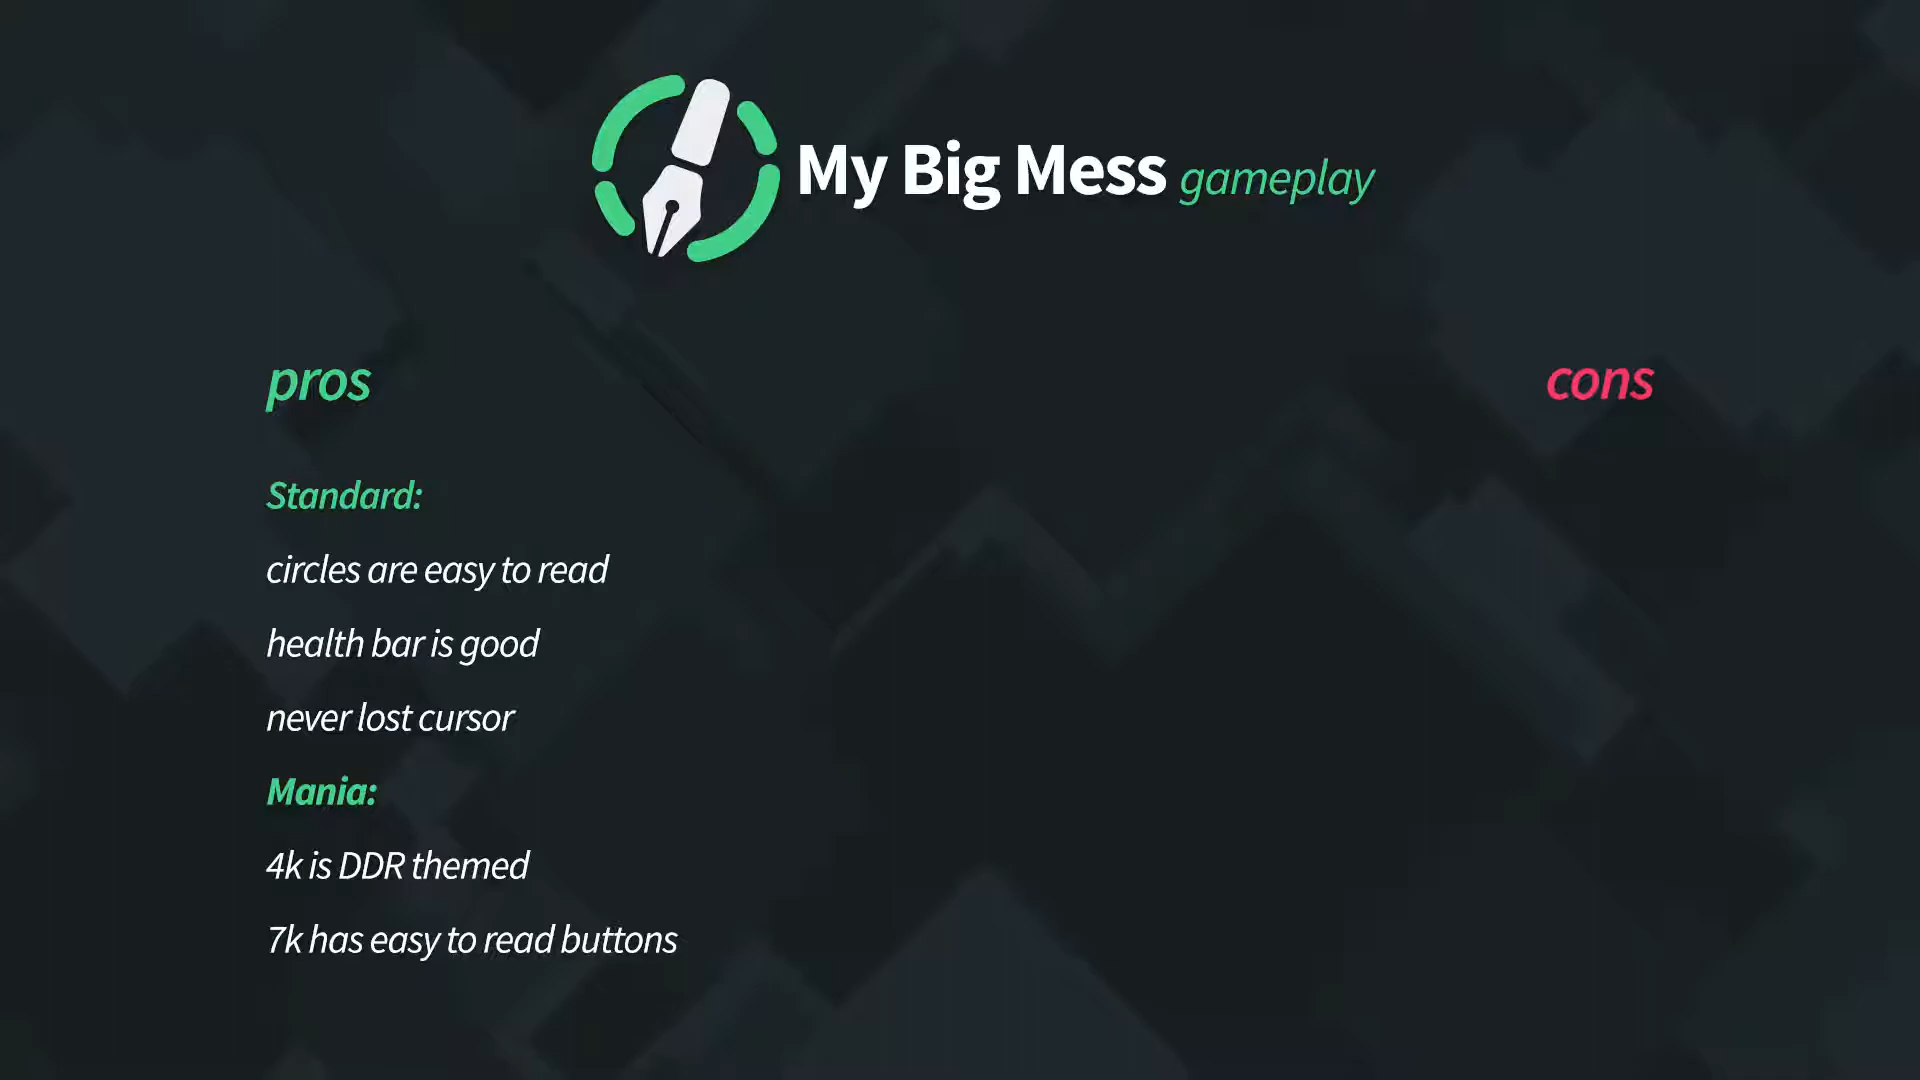 My Big Mess gameplay
pros
cons
Standard:
circles are easy to read
health bar is good
never lost cursor
Mania:
4k is DDR themed
7k has easy to read buttons